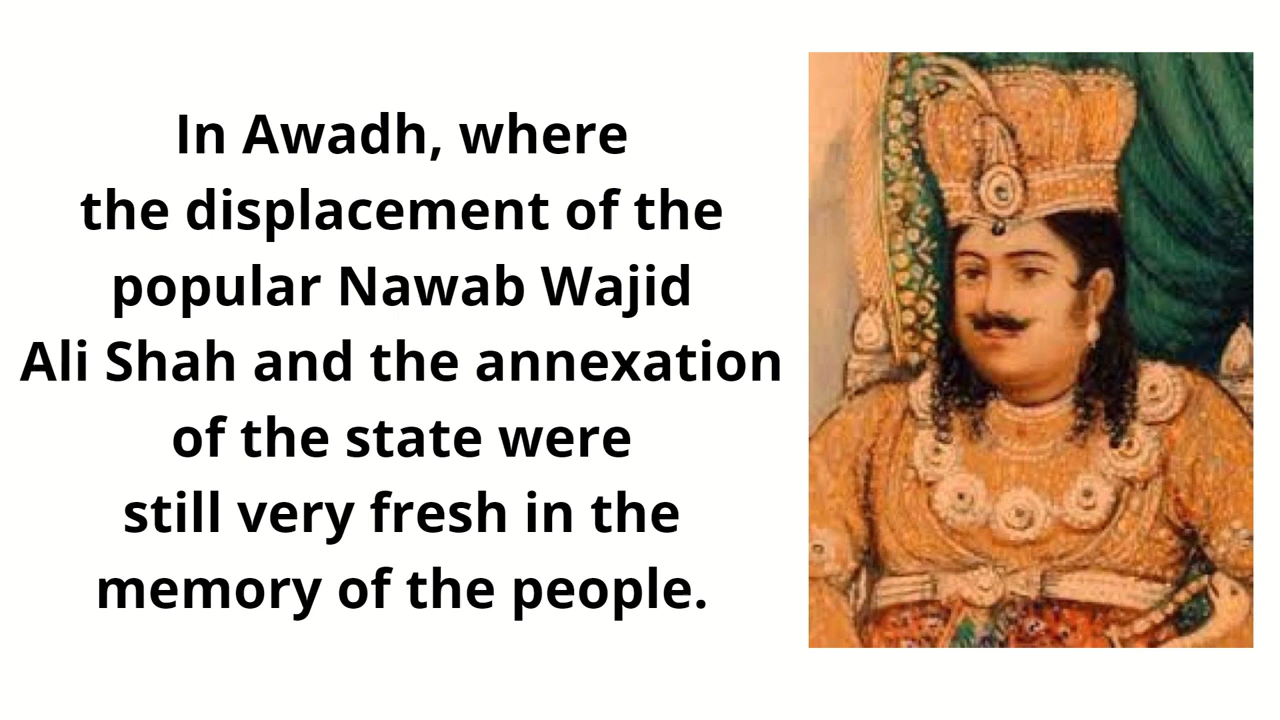 In Awadh, where
the displacement of the
popular Nawab Wajid
Ali Shah and the annexation
of the state were
still very fresh in the
memory of the people.